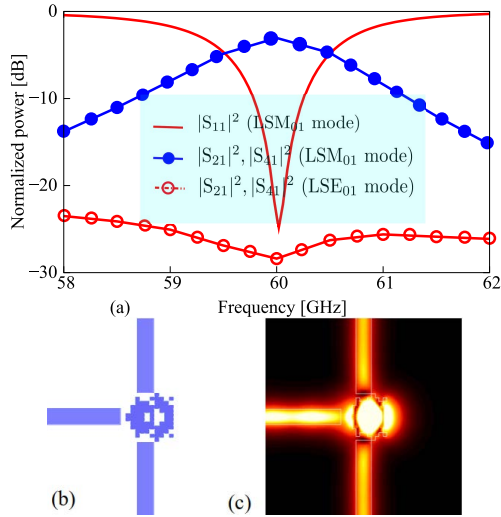 0
−10
−20
−30
Normalized power [dB]
|S₁₁|² (LSM₀₁ mode)
|S₂₁|², |S₄₁|² (LSM₀₁ mode)
|S₂₁|², |S₄₁|² (LSE₀₁ mode)
58 59 60 61 62
(a) Frequency [GHz]
(b) (c)